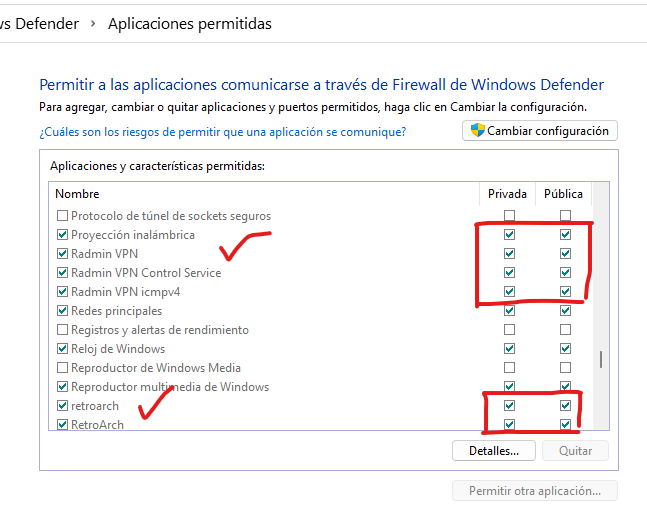 ws Defender > Aplicaciones permitidas
Permitir a las aplicaciones comunicarse a través de Firewall de Windows Defender
Para agregar, cambiar o quitar aplicaciones y puertos permitidos, haga clic en Cambiar la configuración.
¿Cuáles son los riesgos de permitir que una aplicación se comunique?
Cambiar configuración
Aplicaciones y características permitidas:
Nombre Privada Pública
Protocolo de túnel de sockets seguros
Proyección inalámbrica
Radmin VPN
Radmin VPN Control Service
Radmin VPN icmpv4
Redes principales
Registros y alertas de rendimiento
Reloj de Windows
Reproductor de Windows Media
Reproductor multimedia de Windows
retroarch
RetroArch
Detalles... Quitar
Permitir otra aplicación...